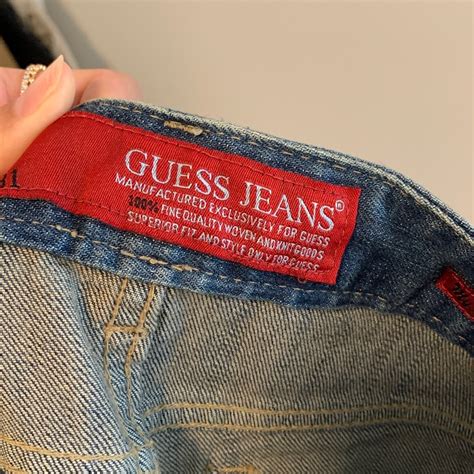 31
GUESS JEANS®
MANUFACTURED EXCLUSIVELY FOR GUESS
100% FINE QUALITY WOVEN AND KNIT GOODS
SUPERIOR FIT AND STYLE ONLY FOR GUESS